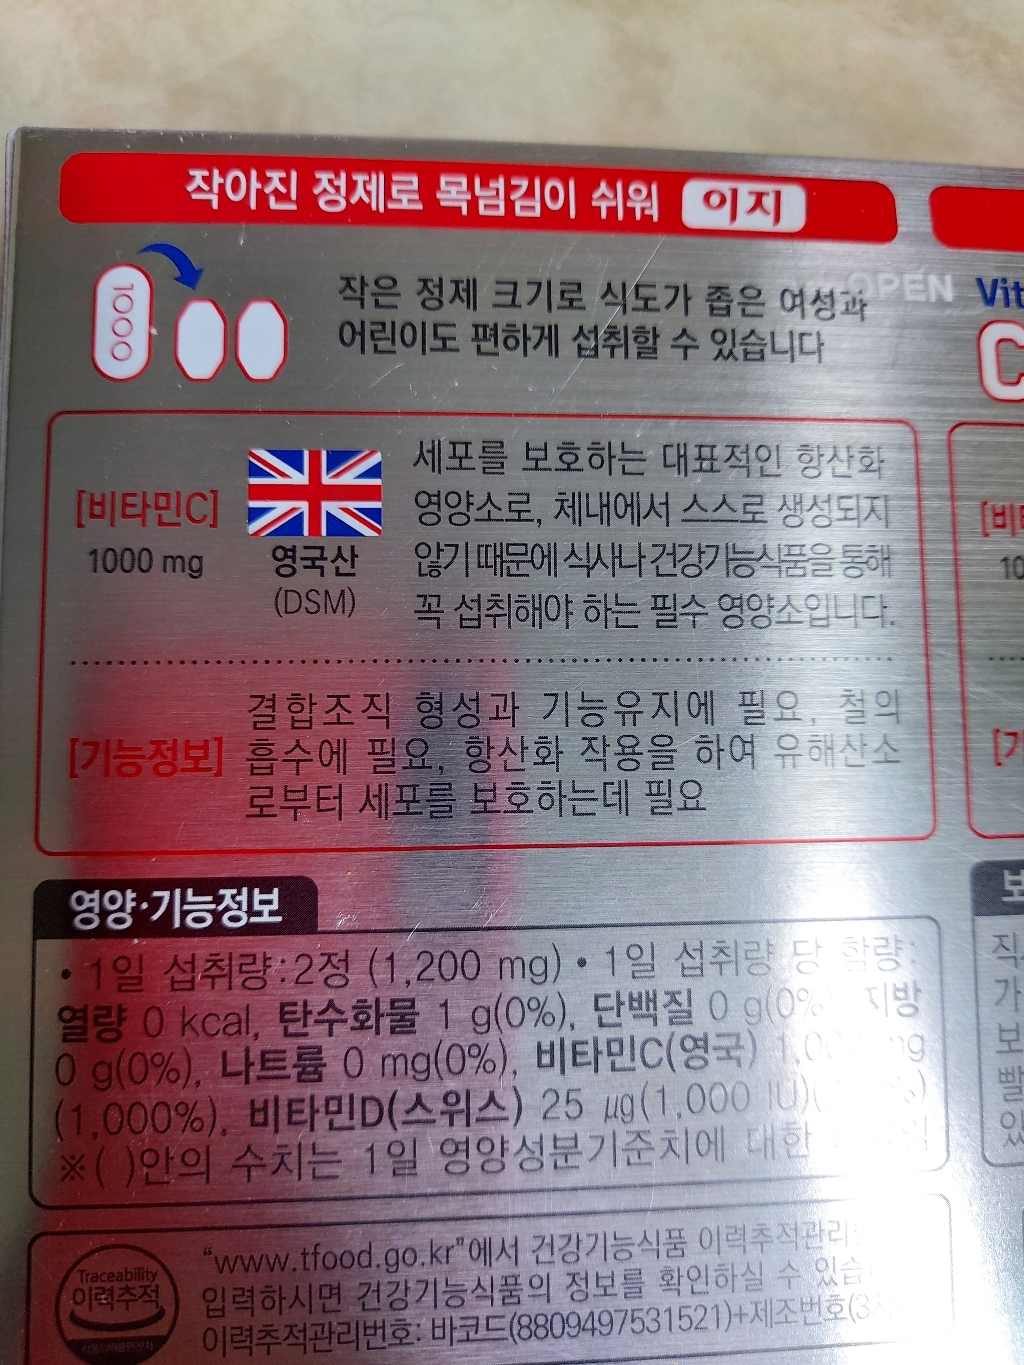 작아진 정제로 목넘김이 쉬워 이지
1000
작은 정제 크기로 식도가 좁은 여성과
어린이도 편하게 섭취할 수 있습니다
OPEN
Vit
C
[비타민C]
1000 mg
영국산
(DSM)
세포를 보호하는 대표적인 항산화
영양소로, 체내에서 스스로 생성되지
않기 때문에 식사나 건강기능식품을 통해
꼭 섭취해야 하는 필수 영양소입니다.
[기능정보]
결합조직 형성과 기능유지에 필요, 철의
흡수에 필요, 항산화 작용을 하여 유해산소
로부터 세포를 보호하는데 필요
영양·기능정보
• 1일 섭취량:2정 (1,200 mg) • 1일 섭취량 당 함량:
열량 0 kcal, 탄수화물 1 g(0%), 단백질 0 g(0% 지방
0 g(0%), 나트륨 0 mg(0%), 비타민C(영국)
(1,000%), 비타민D(스위스) 25 µg(1,000 IU)
※( )안의 수치는 1일 영양성분기준치에 대한
Traceability
이력추적
"www.tfood.go.kr"에서 건강기능식품 이력추적관리
입력하시면 건강기능식품의 정보를 확인하실 수
이력추적관리번호: 바코드(8809497531521)+제조번호